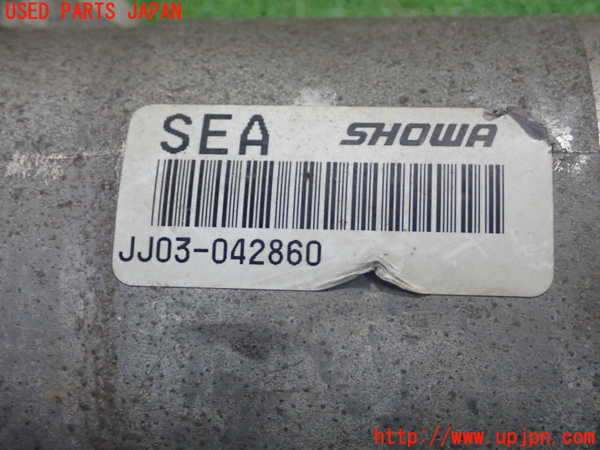 USED PARTS JAPAN
SEA SHOWA
JJ03-042860
http://www.upjpn.com/